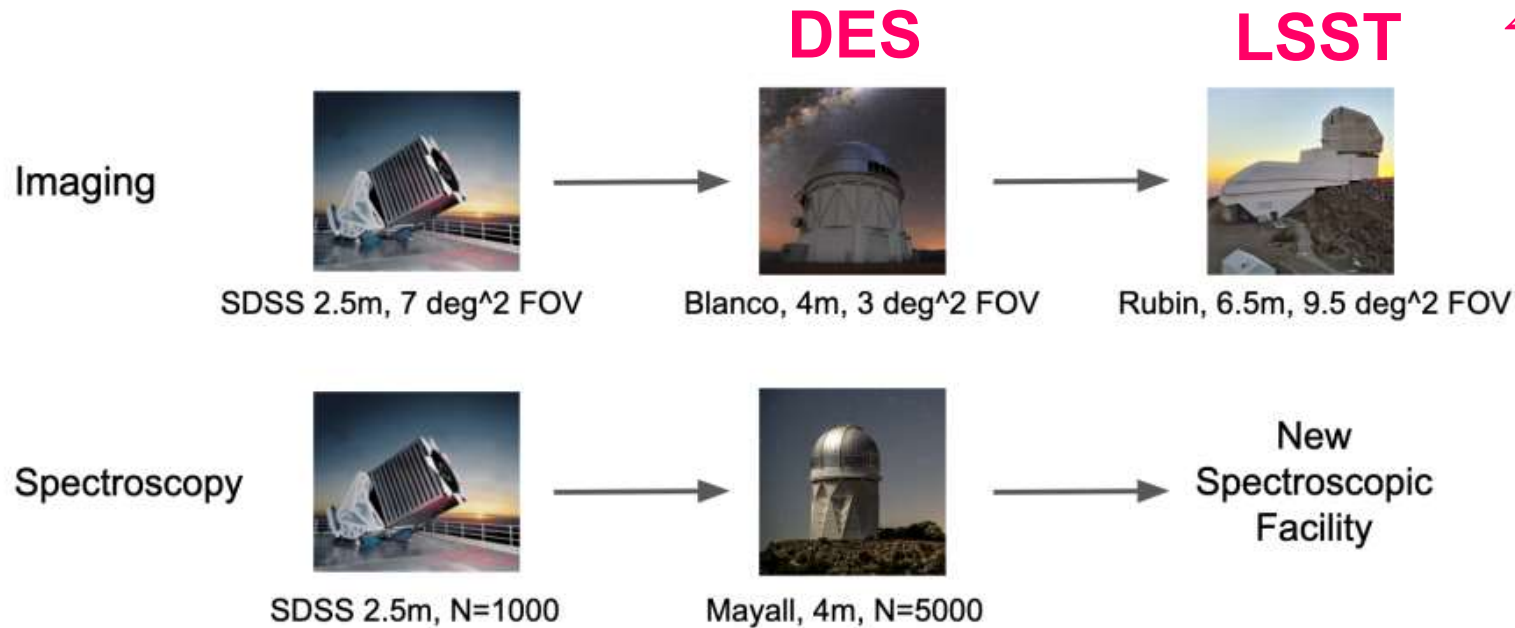 DES
LSST
Imaging
SDSS 2.5m, 7 deg^2 FOV
Blanco, 4m, 3 deg^2 FOV
Rubin, 6.5m, 9.5 deg^2 FOV
Spectroscopy
New
Spectroscopic
Facility
SDSS 2.5m, N=1000
Mayall, 4m, N=5000